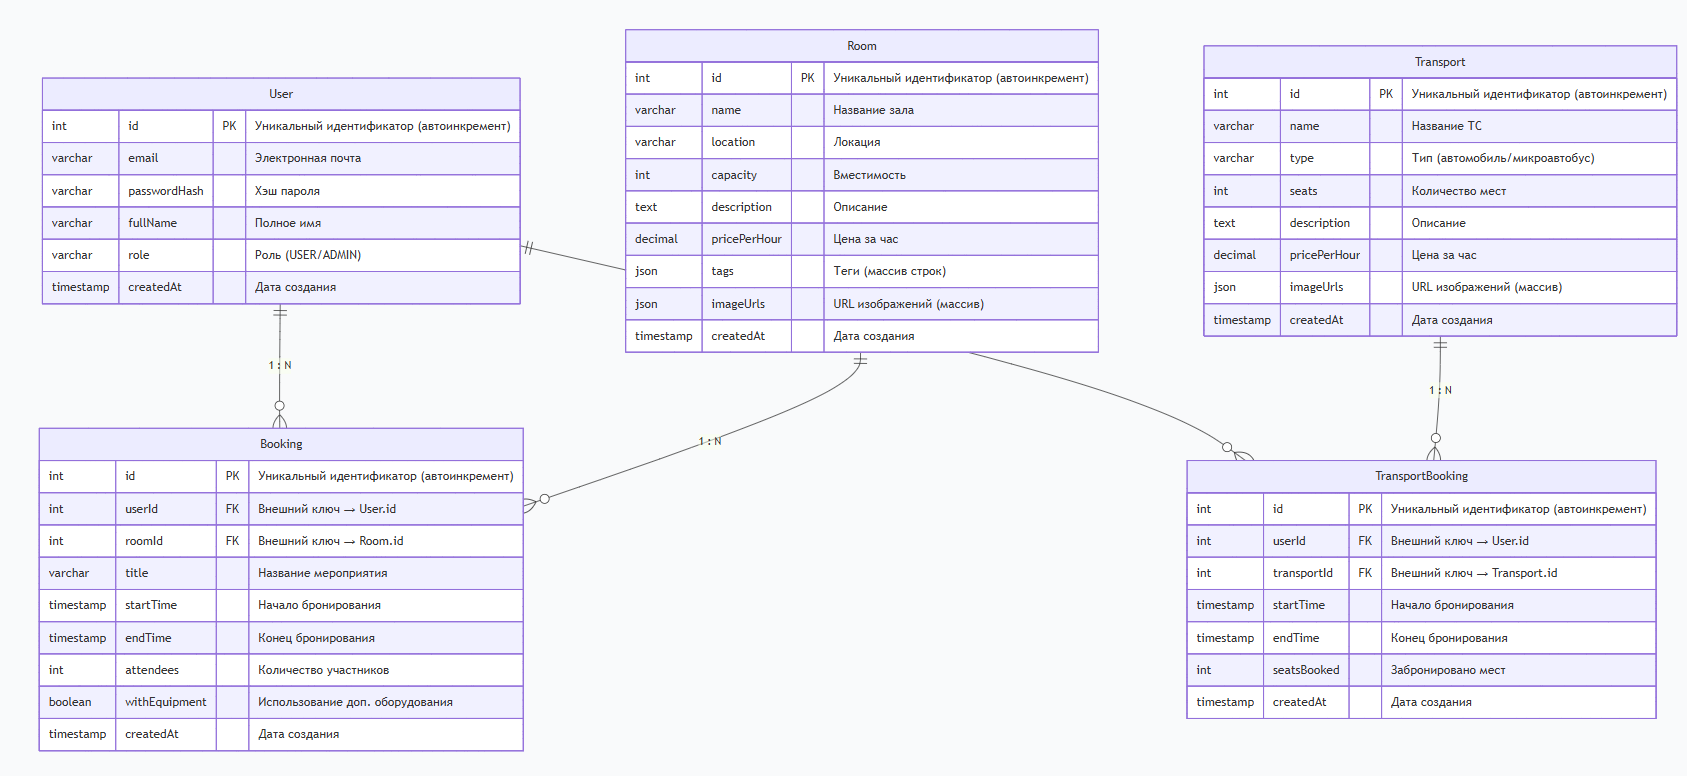 User
int id PK Уникальный идентификатор (автоинкремент)
varchar email Электронная почта
varchar passwordHash Хэш пароля
varchar fullName Полное имя
varchar role Роль (USER/ADMIN)
timestamp createdAt Дата создания
Room
int id PK Уникальный идентификатор (автоинкремент)
varchar name Название зала
varchar location Локация
int capacity Вместимость
text description Описание
decimal pricePerHour Цена за час
json tags Теги (массив строк)
json imageUrls URL изображений (массив)
timestamp createdAt Дата создания
Transport
int id PK Уникальный идентификатор (автоинкремент)
varchar name Название ТС
varchar type Тип (автомобиль/микроавтобус)
int seats Количество мест
text description Описание
decimal pricePerHour Цена за час
json imageUrls URL изображений (массив)
timestamp createdAt Дата создания
1 : N
1 : N
1 : N
Booking
int id PK Уникальный идентификатор (автоинкремент)
int userId FK Внешний ключ → User.id
int roomId FK Внешний ключ → Room.id
varchar title Название мероприятия
timestamp startTime Начало бронирования
timestamp endTime Конец бронирования
int attendees Количество участников
boolean withEquipment Использование доп. оборудования
timestamp createdAt Дата создания
TransportBooking
int id PK Уникальный идентификатор (автоинкремент)
int userId FK Внешний ключ → User.id
int transportId FK Внешний ключ → Transport.id
timestamp startTime Начало бронирования
timestamp endTime Конец бронирования
int seatsBooked Забронировано мест
timestamp createdAt Дата создания